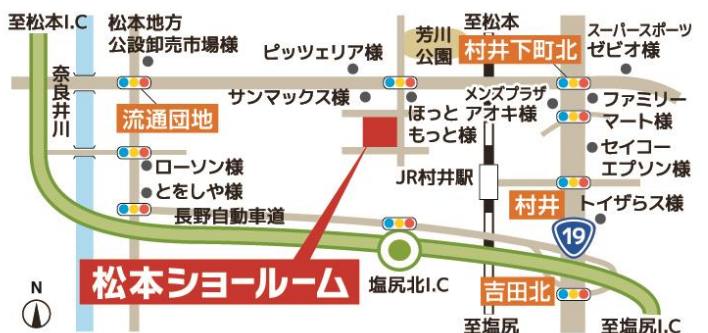 至松本I.C
松本地方
公設卸売市場様
ピッツェリア様
芳川
公園
至松本
村井下町北
スーパースポーツ
ゼビオ様
奈良井川
流通団地
サンマックス様
ほっと
もっと様
メンズプラザ
アオキ様
ファミリー
マート様
セイコー
エプソン様
ローソン様
とをしや様
JR村井駅
村井
トイザらス様
長野自動車道
19
松本ショールーム
塩尻北I.C
吉田北
N
至塩尻
至塩尻I.C